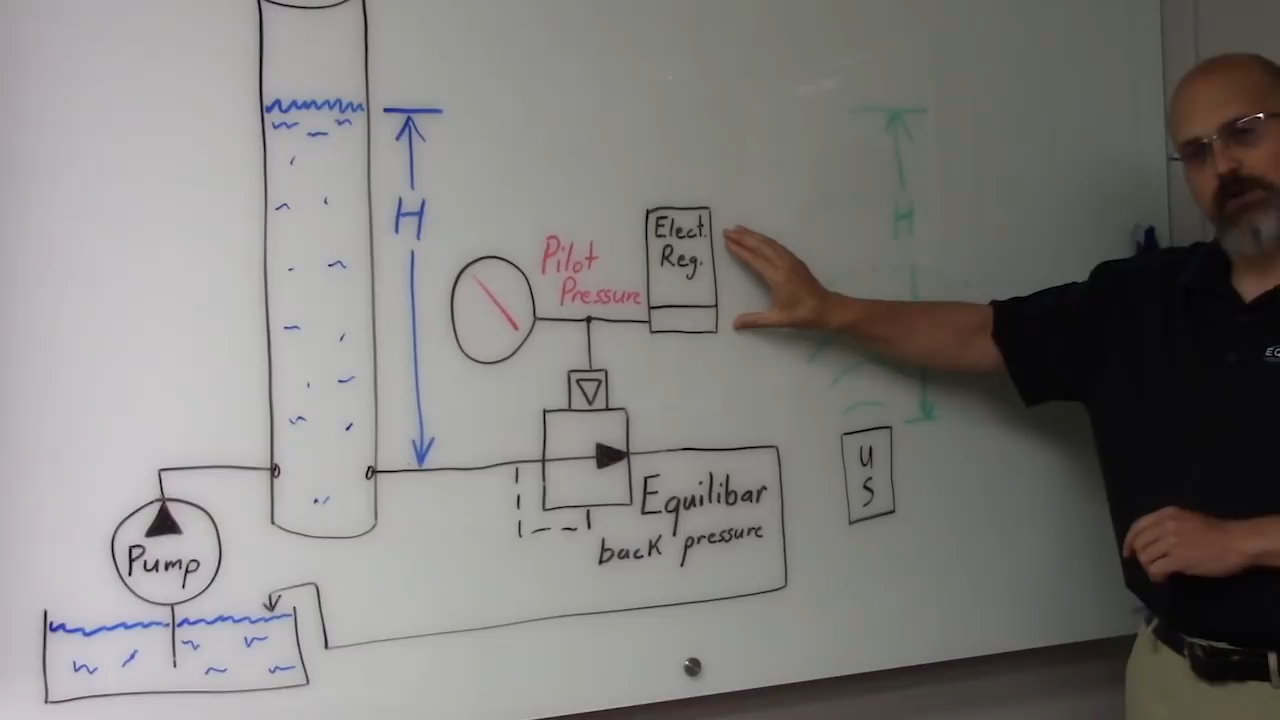 H
Pilot
Pressure
Elect.
Reg.
H
Pump
Equilibar
back pressure
U
S